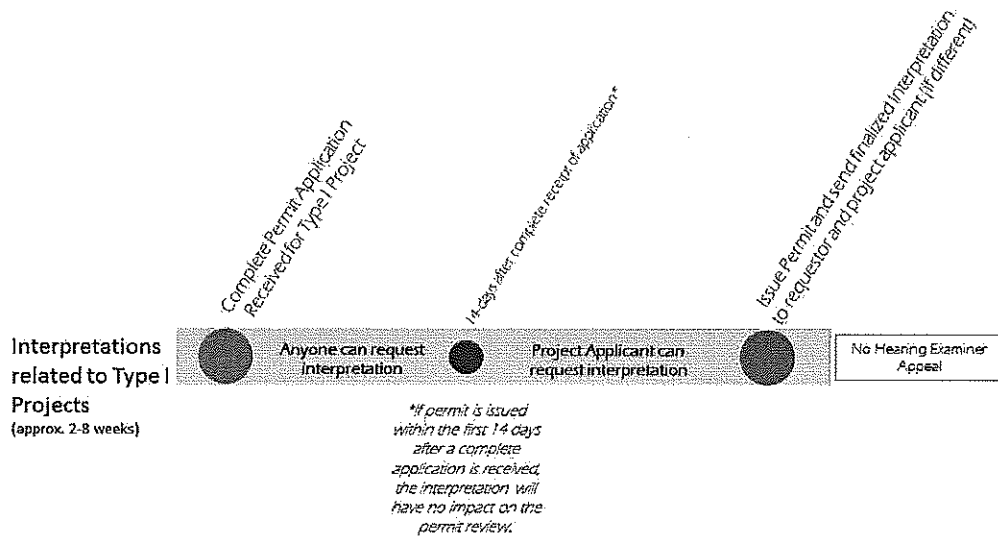 Complete Permit Application
Received for Type I Project
14-days after complete receipt of application*
Issue Permit and send finalized interpretation
to requestor and project applicant (if different)
Interpretations
related to Type I
Projects
(approx. 2-8 weeks)
Anyone can request
interpretation
Project Applicant can
request interpretation
No Hearing Examiner
Appeal
*If permit is issued
within the first 14 days
after a complete
application is received,
the interpretation will
have no impact on the
permit review.